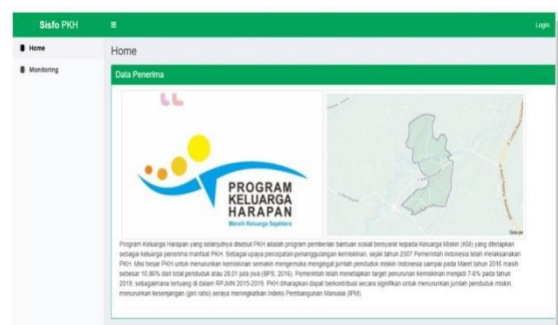 Sisfo PKH
Login
Home
Monitoring
Home
Data Penerima
PROGRAM
KELUARGA
HARAPAN
Meraih Keluarga Sejahtera
Program Keluarga Harapan yang selanjutnya disebut PKH adalah program pemberian bantuan sosial bersyarat kepada Keluarga Miskin (KM) yang ditetapkan
sebagai keluarga penerima manfaat PKH. Sebagai upaya percepatan penanggulangan kemiskinan, sejak tahun 2007 Pemerintah Indonesia telah melaksanakan
PKH. Misi besar PKH untuk menurunkan kemiskinan semakin mengemuka mengingat jumlah penduduk miskin Indonesia sampai pada Maret tahun 2016 masih
sebesar 10,86% dari total penduduk atau 28,01 juta jiwa (BPS, 2016). Pemerintah telah menetapkan target penurunan kemiskinan menjadi 7-8% pada tahun
2019, sebagaimana tertuang di dalam RPJMN 2015-2019. PKH diharapkan dapat berkontribusi secara signifikan untuk menurunkan jumlah penduduk miskin,
menurunkan kesenjangan (gini ratio) seraya meningkatkan Indeks Pembangunan Manusia (IPM).